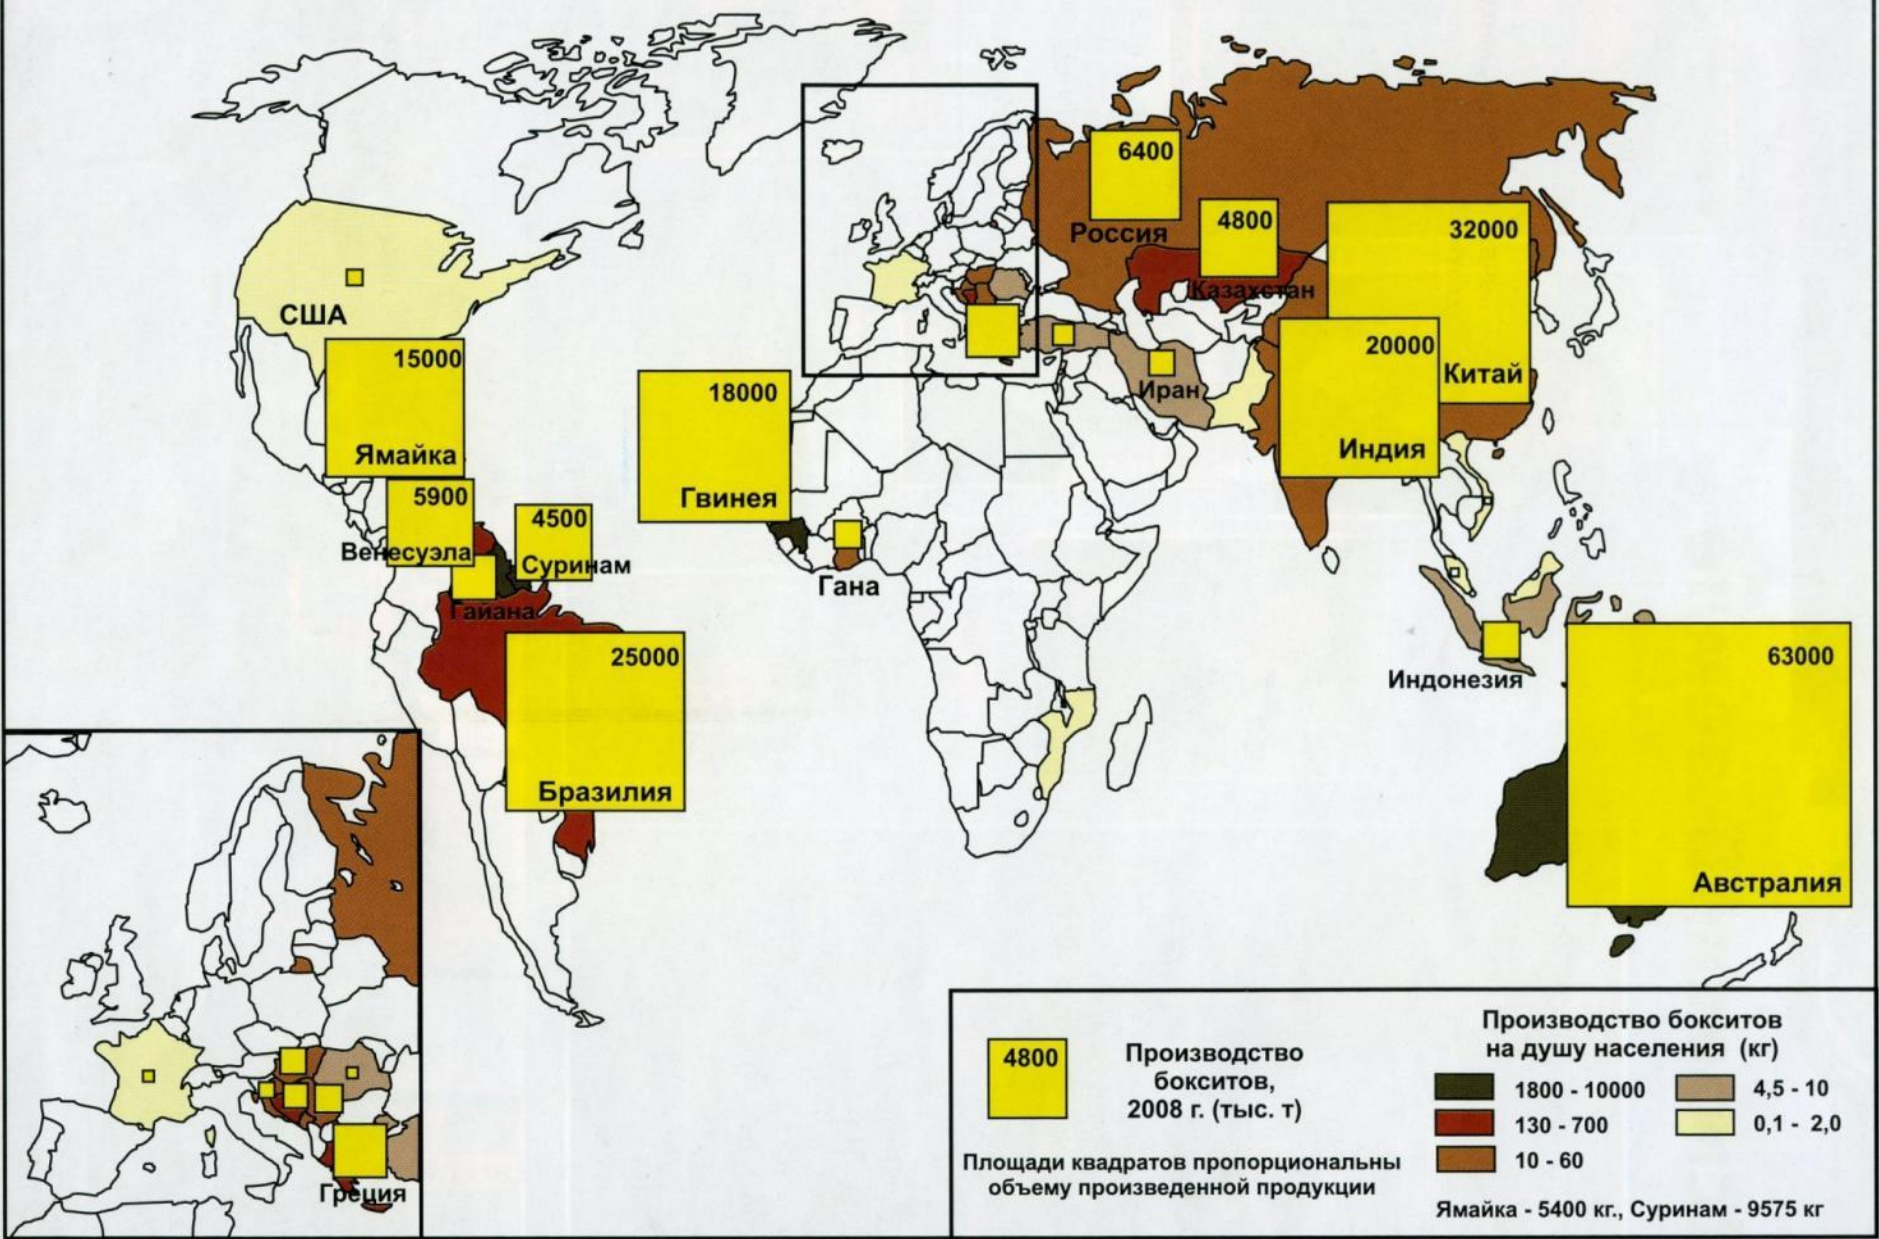 6400
Россия
4800
Казахстан
32000
Китай
США
15000
Ямайка
18000
Гвинея
Иран
20000
Индия
5900
Венесуэла
4500
Суринам
Гайана
Гана
25000
Бразилия
Индонезия
63000
Австралия
Греция
4800
Производство
бокситов,
2008 г. (тыс. т)
Площади квадратов пропорциональны
объему произведенной продукции
Производство бокситов
на душу населения (кг)
1800 - 10000
4,5 - 10
130 - 700
0,1 - 2,0
10 - 60
Ямайка - 5400 кг., Суринам - 9575 кг